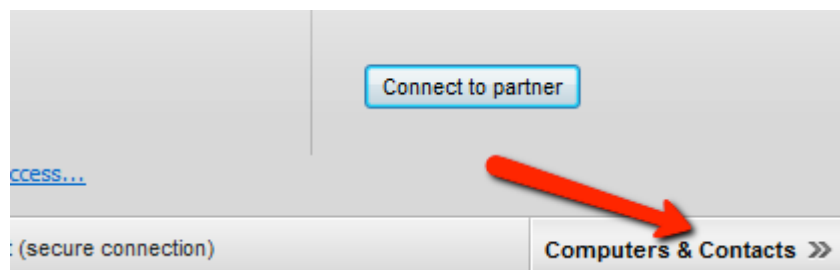 Connect to partner
ccess...
(secure connection)
Computers & Contacts »